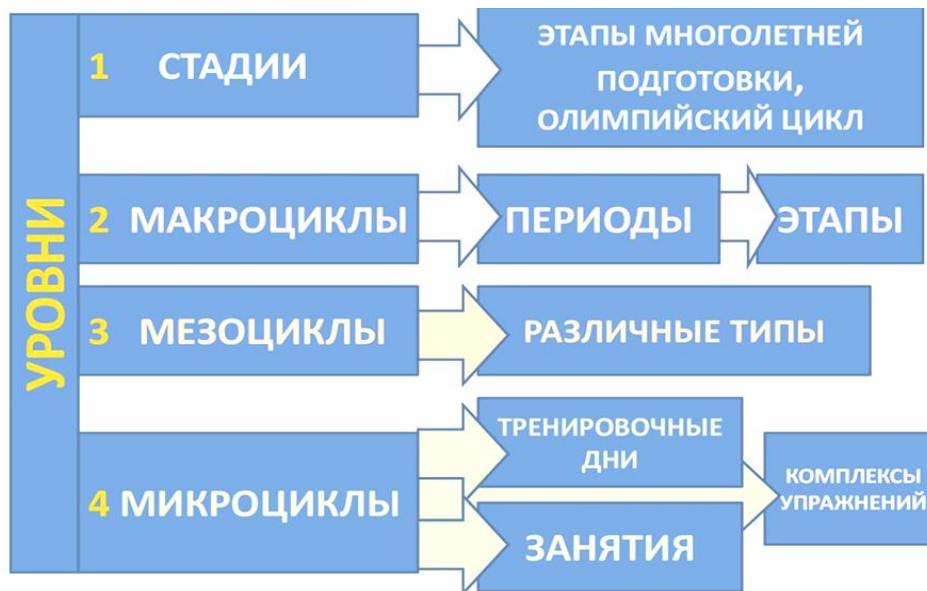 УРОВНИ
1 СТАДИИ
ЭТАПЫ МНОГОЛЕТНЕЙ
ПОДГОТОВКИ,
ОЛИМПИЙСКИЙ ЦИКЛ
2 МАКРОЦИКЛЫ
ПЕРИОДЫ
ЭТАПЫ
3 МЕЗОЦИКЛЫ
РАЗЛИЧНЫЕ ТИПЫ
4 МИКРОЦИКЛЫ
ТРЕНИРОВОЧНЫЕ
ДНИ
ЗАНЯТИЯ
КОМПЛЕКСЫ
УПРАЖНЕНИЙ